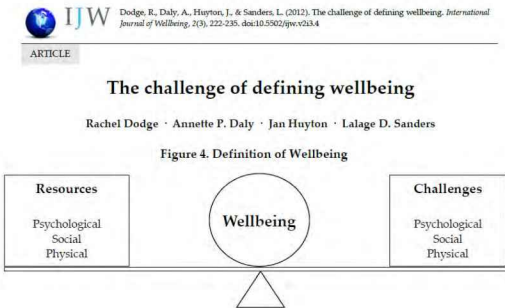 IJW
Dodge, R., Daly, A., Huyton, J., & Sanders, L. (2012). The challenge of defining wellbeing. International
Journal of Wellbeing, 2(3), 222-235. doi:10.5502/ijw.v2i3.4
ARTICLE
The challenge of defining wellbeing
Rachel Dodge · Annette P. Daly · Jan Huyton · Lalage D. Sanders
Figure 4. Definition of Wellbeing
Resources
Psychological
Social
Physical
Wellbeing
Challenges
Psychological
Social
Physical